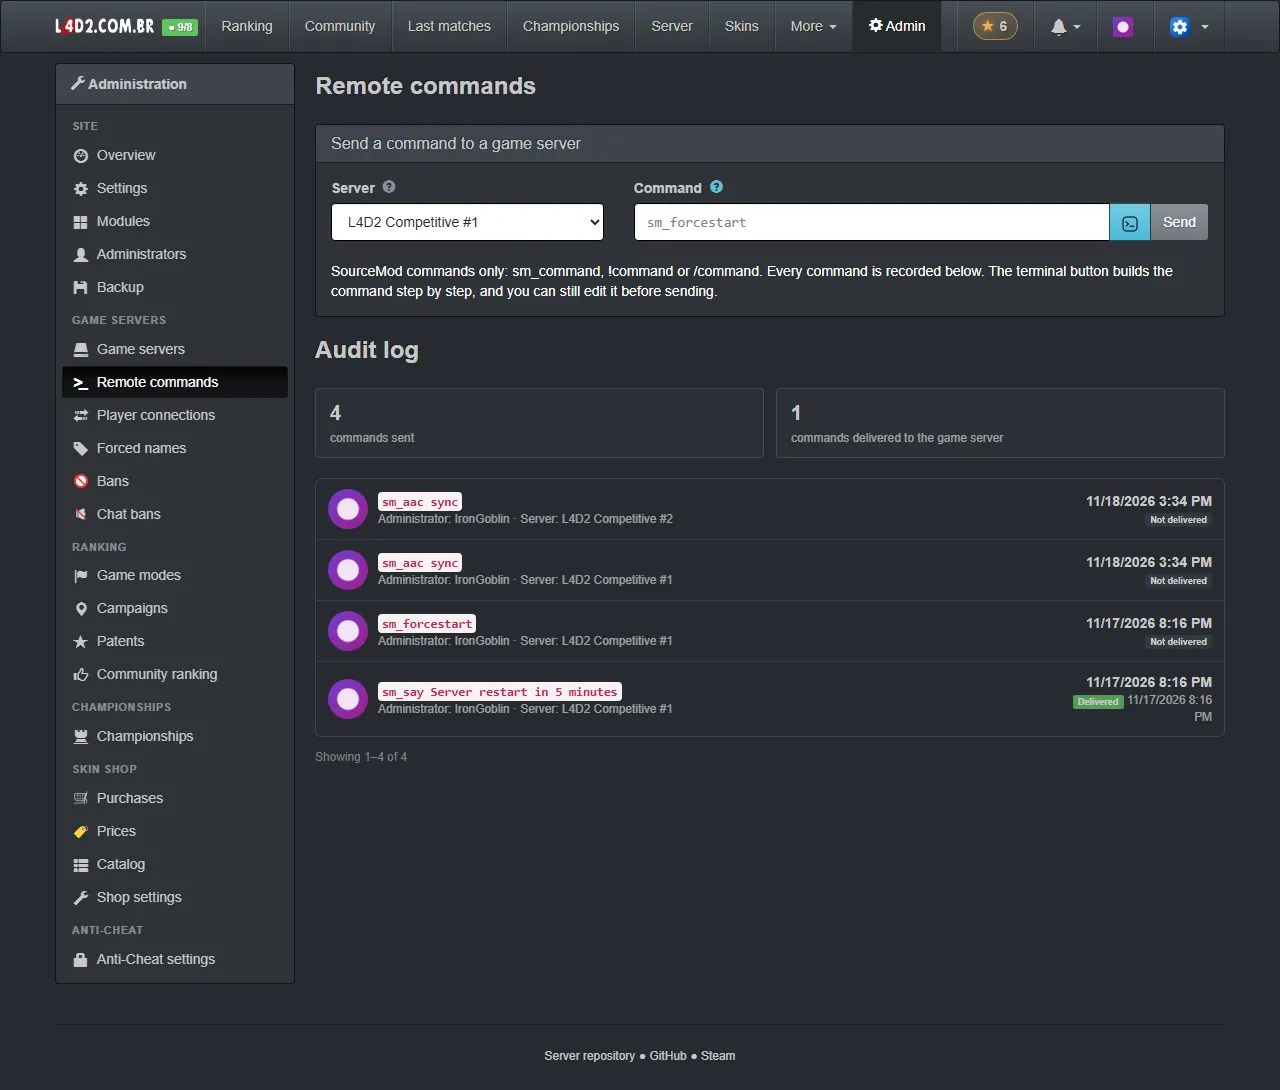 L4D2.COM.BR
● 9/8
Ranking
Community
Last matches
Championships
Server
Skins
More
Admin
6
Administration
SITE
Overview
Settings
Modules
Administrators
Backup
GAME SERVERS
Game servers
Remote commands
Player connections
Forced names
Bans
Chat bans
RANKING
Game modes
Campaigns
Patents
Community ranking
CHAMPIONSHIPS
Championships
SKIN SHOP
Purchases
Prices
Catalog
Shop settings
ANTI-CHEAT
Anti-Cheat settings
Remote commands
Send a command to a game server
Server ?
Command ?
L4D2 Competitive #1
sm_forcestart
Send
SourceMod commands only: sm_command, !command or /command. Every command is recorded below. The terminal button builds the
command step by step, and you can still edit it before sending.
Audit log
4
commands sent
1
commands delivered to the game server
sm_aac sync
Administrator: IronGoblin · Server: L4D2 Competitive #2
11/18/2026 3:34 PM
Not delivered
sm_aac sync
Administrator: IronGoblin · Server: L4D2 Competitive #1
11/18/2026 3:34 PM
Not delivered
sm_forcestart
Administrator: IronGoblin · Server: L4D2 Competitive #1
11/17/2026 8:16 PM
Not delivered
sm_say Server restart in 5 minutes
Administrator: IronGoblin · Server: L4D2 Competitive #1
11/17/2026 8:16 PM
Delivered 11/17/2026 8:16
PM
Showing 1–4 of 4
Server repository ● GitHub ● Steam